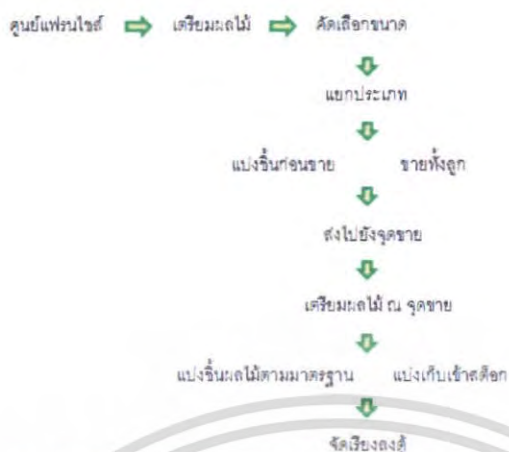 ศูนย์แฟรนไชส์ เตรียมผลไม้ คัดเลือกขนาด
แยกประเภท
แบ่งชิ้นก่อนขาย ขายทั้งลูก
ส่งไปยังจุดขาย
เตรียมผลไม้ ณ จุดขาย
แบ่งชิ้นผลไม้ตามมาตรฐาน แบ่งเก็บเข้าสต็อก
จัดเรียงลงตู้